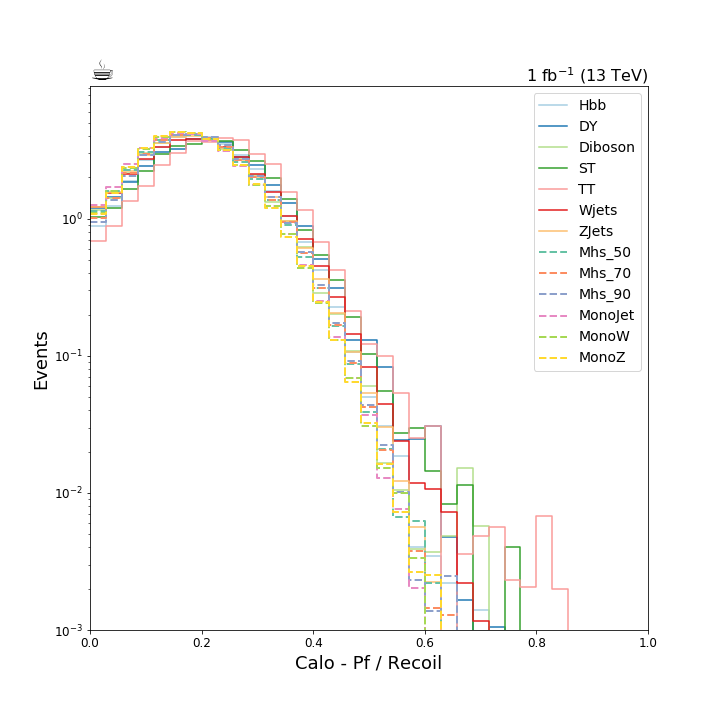 1 fb⁻¹ (13 TeV)
Hbb
DY
Diboson
ST
TT
Wjets
ZJets
Mhs_50
Mhs_70
Mhs_90
MonoJet
MonoW
MonoZ
Events
10⁰
10⁻¹
10⁻²
10⁻³
0.0 0.2 0.4 0.6 0.8 1.0
Calo - Pf / Recoil